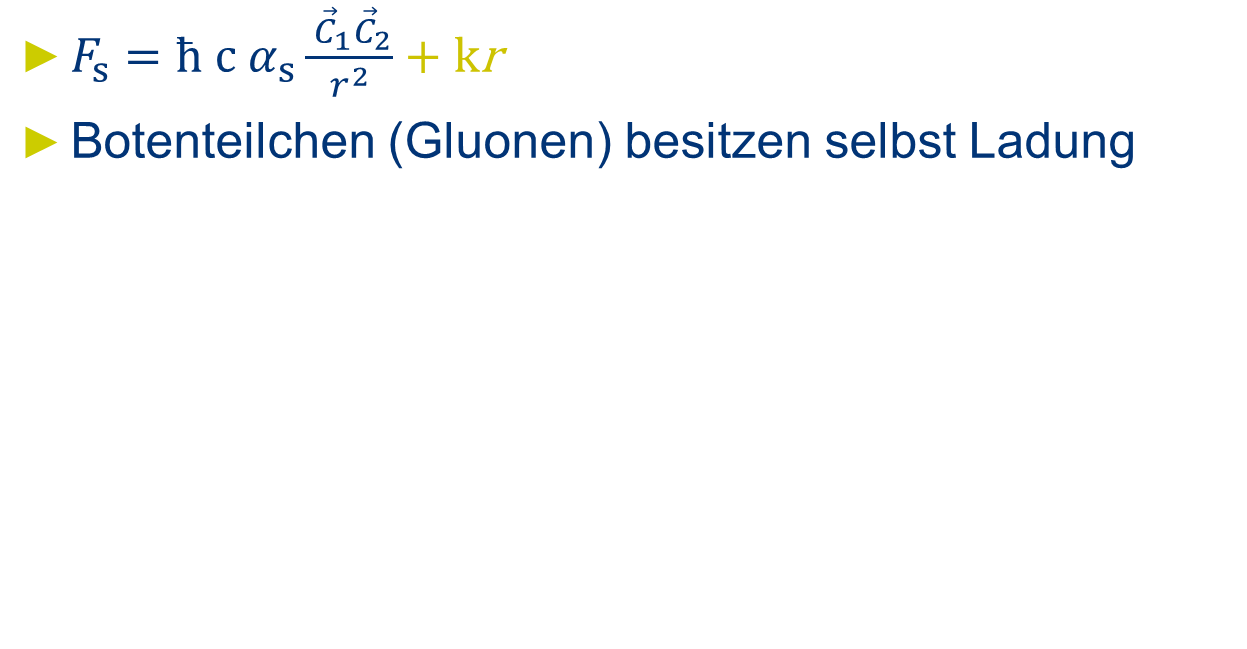 ► F_s = ħ c α_s (C⃗₁C⃗₂)/r² + kr
► Botenteilchen (Gluonen) besitzen selbst Ladung